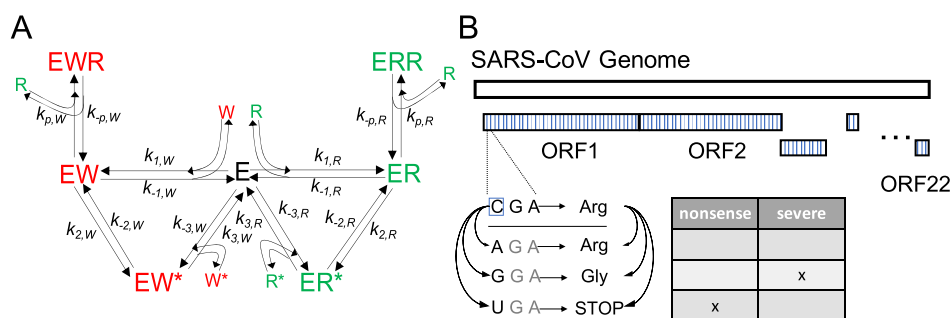 A
EWR
R
k-p,W
kp,W
EW
k1,W
k-1,W
W
R
E
k1,R
k-1,R
ER
ERR
R
k-p,R
kp,R
k2,W
k-2,W
k-3,W
k3,W
k3,R
k-3,R
k-2,R
k2,R
EW*
W*
R*
ER*
B
SARS-CoV Genome
ORF1
ORF2
...
ORF22
C G A Arg
A G A Arg
G G A Gly
U G A STOP
nonsense severe
x
x